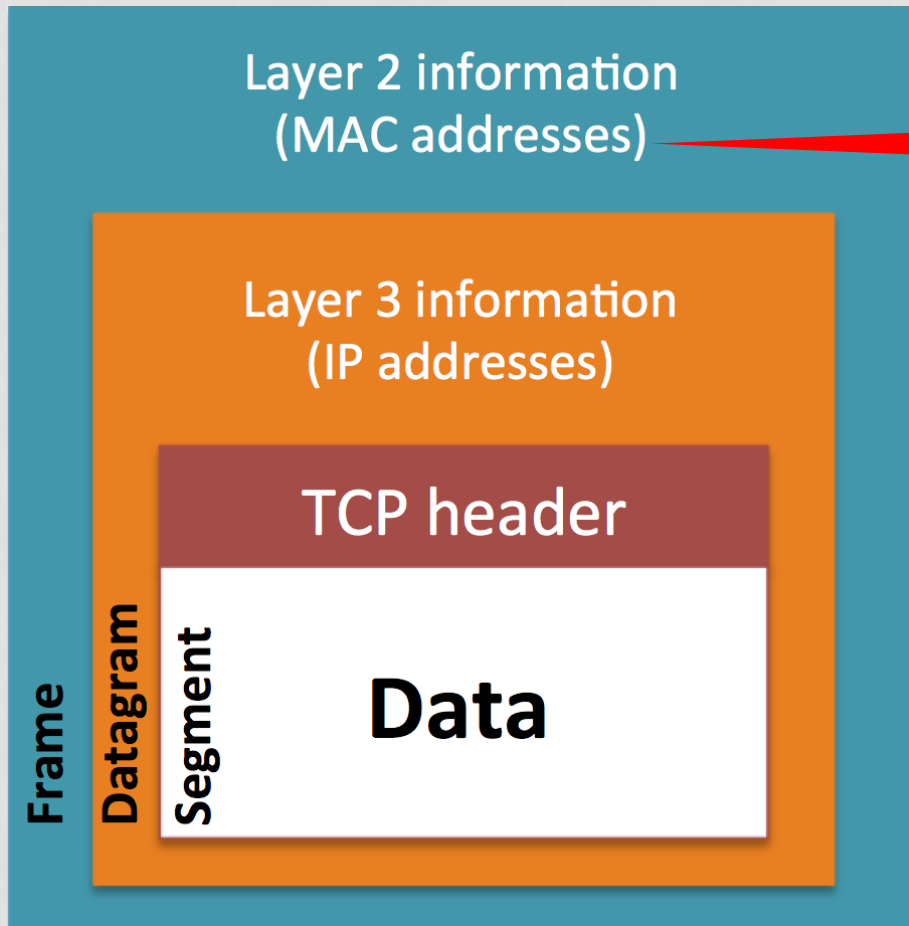 Layer 2 information
(MAC addresses)
Layer 3 information
(IP addresses)
TCP header
Data
Frame
Datagram
Segment